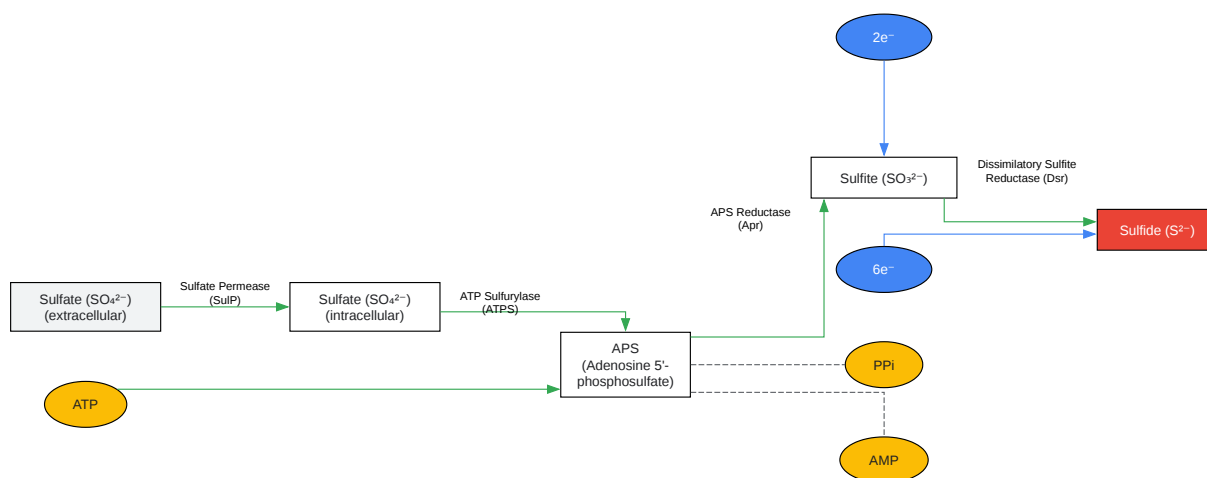 2e⁻
Sulfite (SO₃²⁻)
Dissimilatory Sulfite
Reductase (Dsr)
APS Reductase
(Apr)
Sulfide (S²⁻)
6e⁻
Sulfate (SO₄²⁻)
(extracellular)
Sulfate Permease
(SulP)
Sulfate (SO₄²⁻)
(intracellular)
ATP Sulfurylase
(ATPS)
APS
(Adenosine 5'-
phosphosulfate)
PPi
ATP
AMP